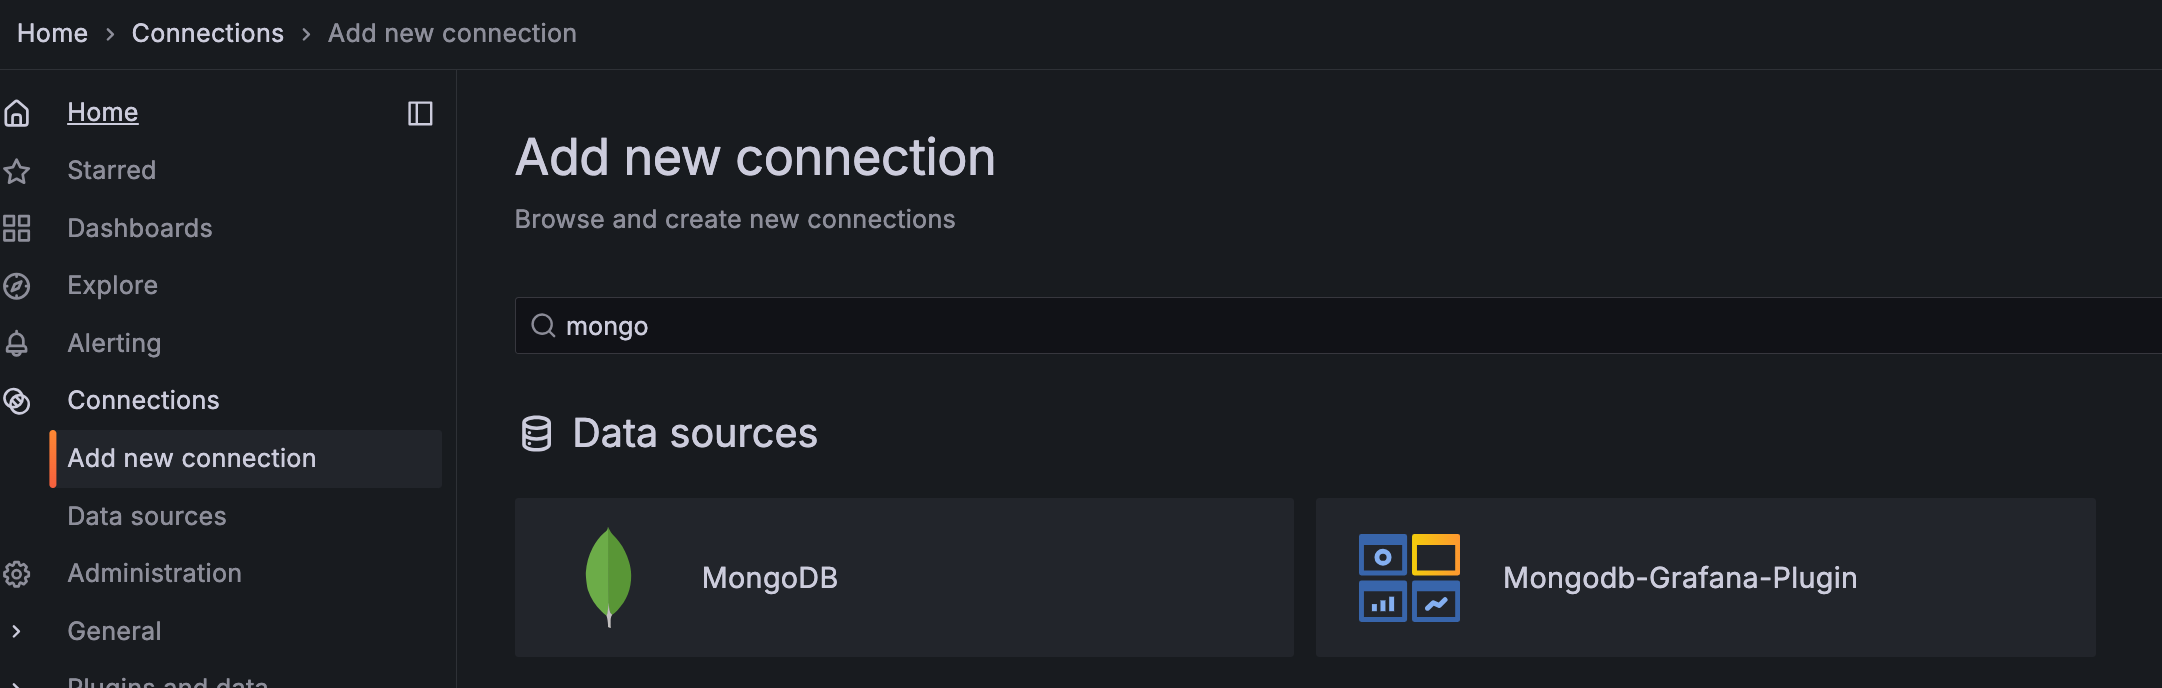 Home › Connections › Add new connection
Home
Starred
Dashboards
Explore
Alerting
Connections
Add new connection
Data sources
Administration
General
Plugins and data
Add new connection
Browse and create new connections
mongo
Data sources
MongoDB
Mongodb-Grafana-Plugin